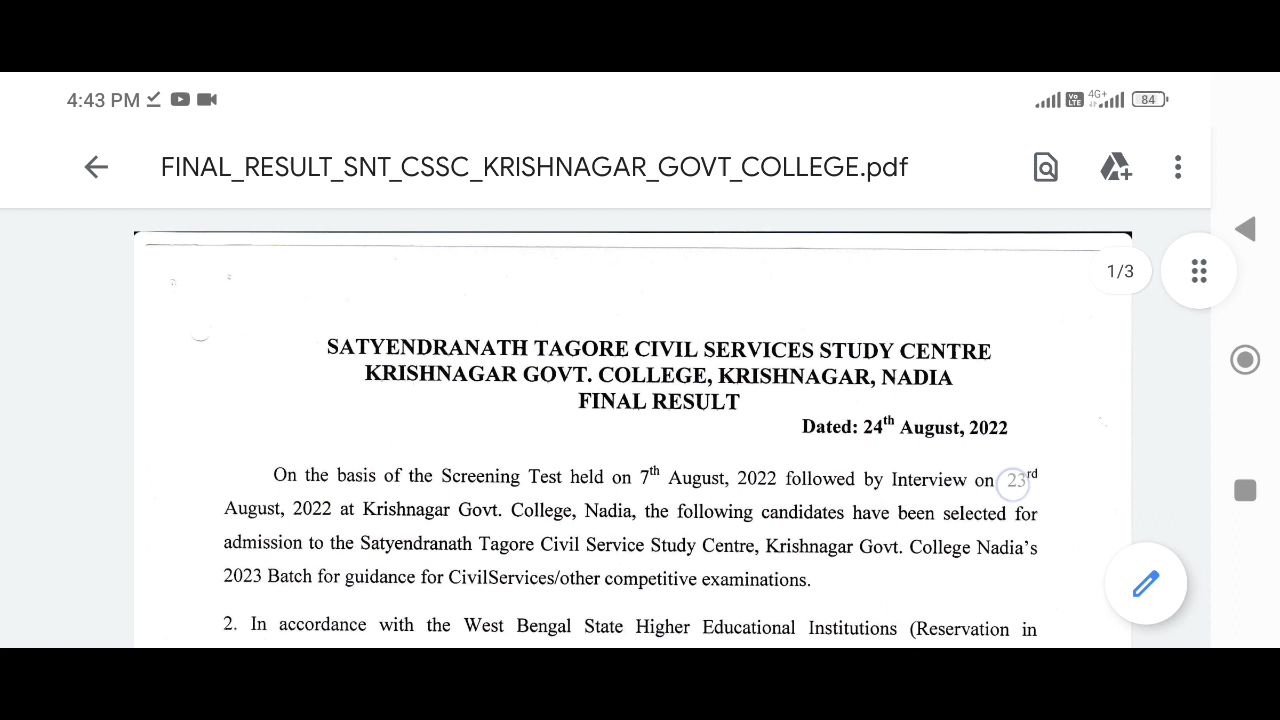 4:43 PM
Vo LTE 4G+ 84
FINAL_RESULT_SNT_CSSC_KRISHNAGAR_GOVT_COLLEGE.pdf
1/3
SATYENDRANATH TAGORE CIVIL SERVICES STUDY CENTRE
KRISHNAGAR GOVT. COLLEGE, KRISHNAGAR, NADIA
FINAL RESULT
Dated: 24th August, 2022
On the basis of the Screening Test held on 7th August, 2022 followed by Interview on 23rd
August, 2022 at Krishnagar Govt. College, Nadia, the following candidates have been selected for
admission to the Satyendranath Tagore Civil Service Study Centre, Krishnagar Govt. College Nadia's
2023 Batch for guidance for CivilServices/other competitive examinations.
2. In accordance with the West Bengal State Higher Educational Institutions (Reservation in